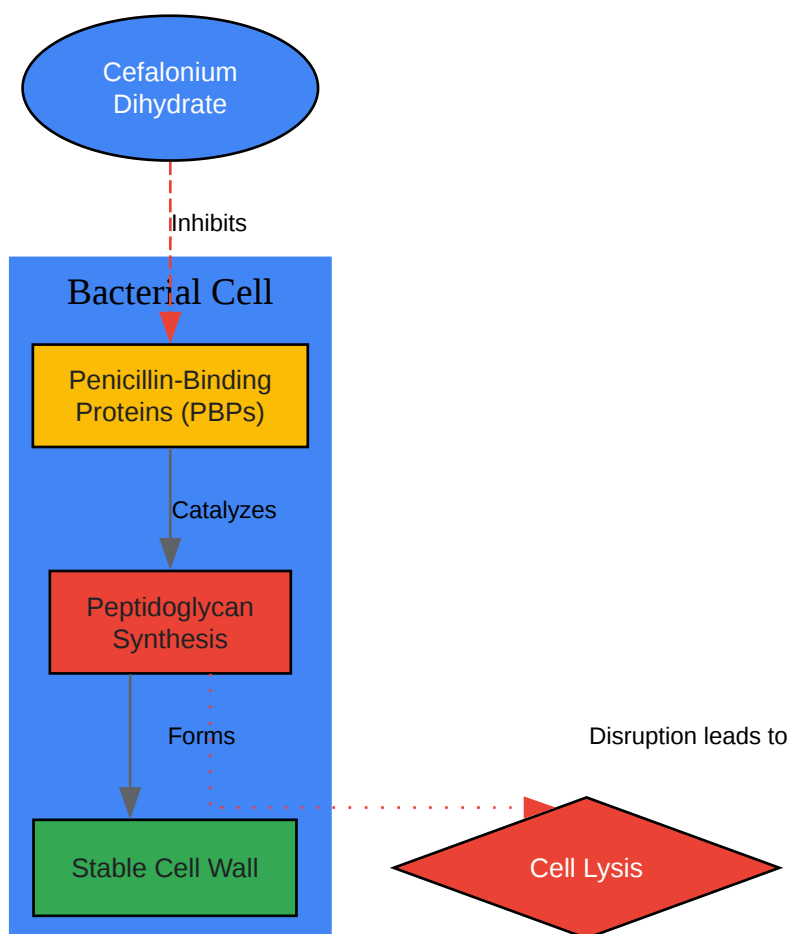 Cefalonium
Dihydrate
Inhibits
Bacterial Cell
Penicillin-Binding
Proteins (PBPs)
Catalyzes
Peptidoglycan
Synthesis
Forms
Disruption leads to
Stable Cell Wall
Cell Lysis